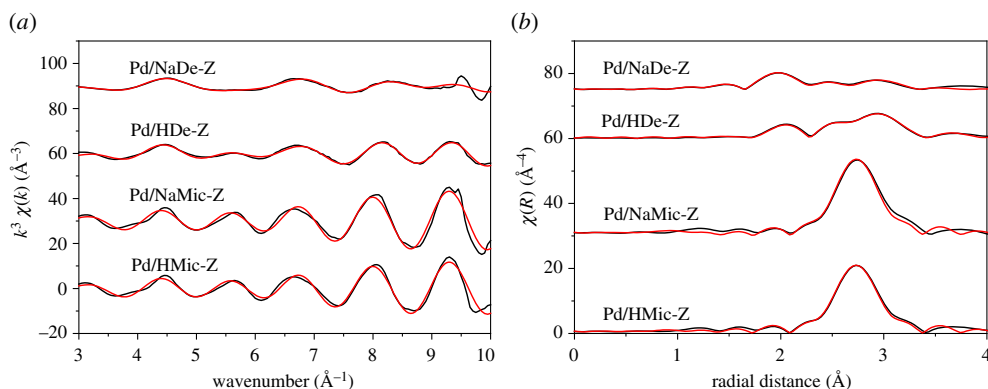 (a)
100
80
60
40
20
0
−20
k³ χ(k) (Å⁻³)
Pd/NaDe-Z
Pd/HDe-Z
Pd/NaMic-Z
Pd/HMic-Z
3 4 5 6 7 8 9 10
wavenumber (Å⁻¹)
(b)
80
60
40
20
0
χ(R) (Å⁻⁴)
Pd/NaDe-Z
Pd/HDe-Z
Pd/NaMic-Z
Pd/HMic-Z
0 1 2 3 4
radial distance (Å)